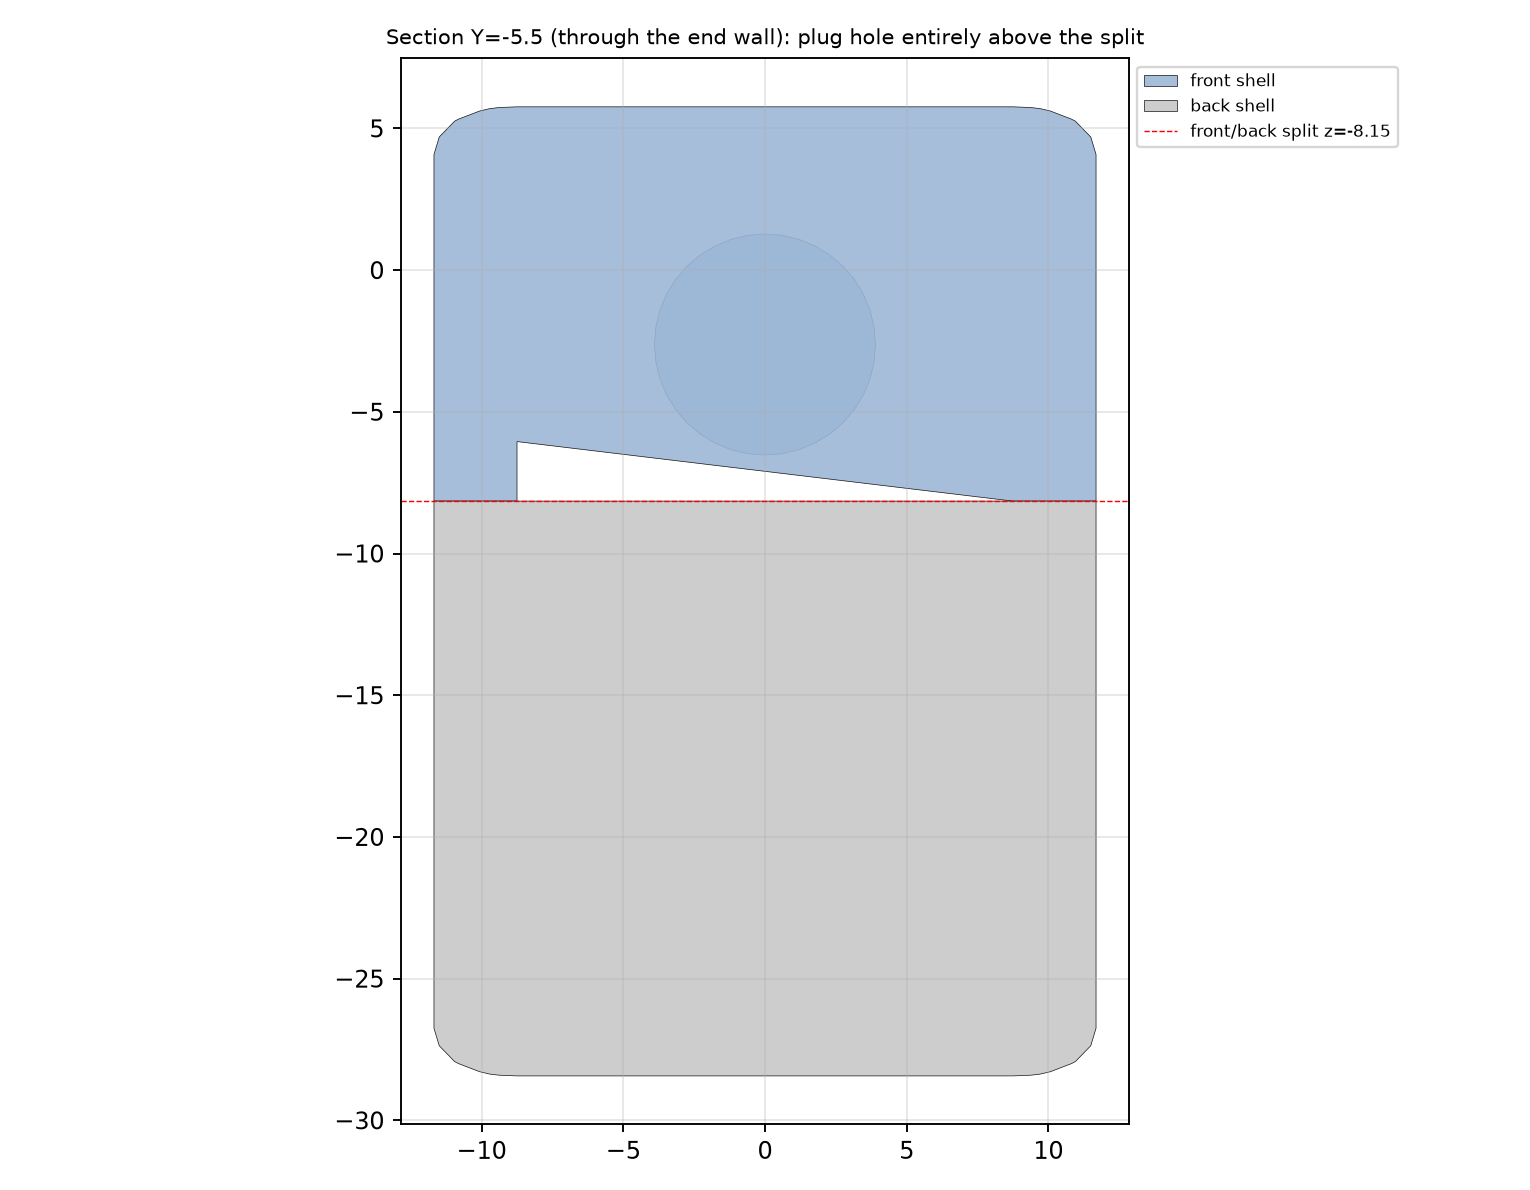 Section Y=-5.5 (through the end wall): plug hole entirely above the split
front shell
back shell
front/back split z=-8.15
5
0
−5
−10
−15
−20
−25
−30
−10 −5 0 5 10